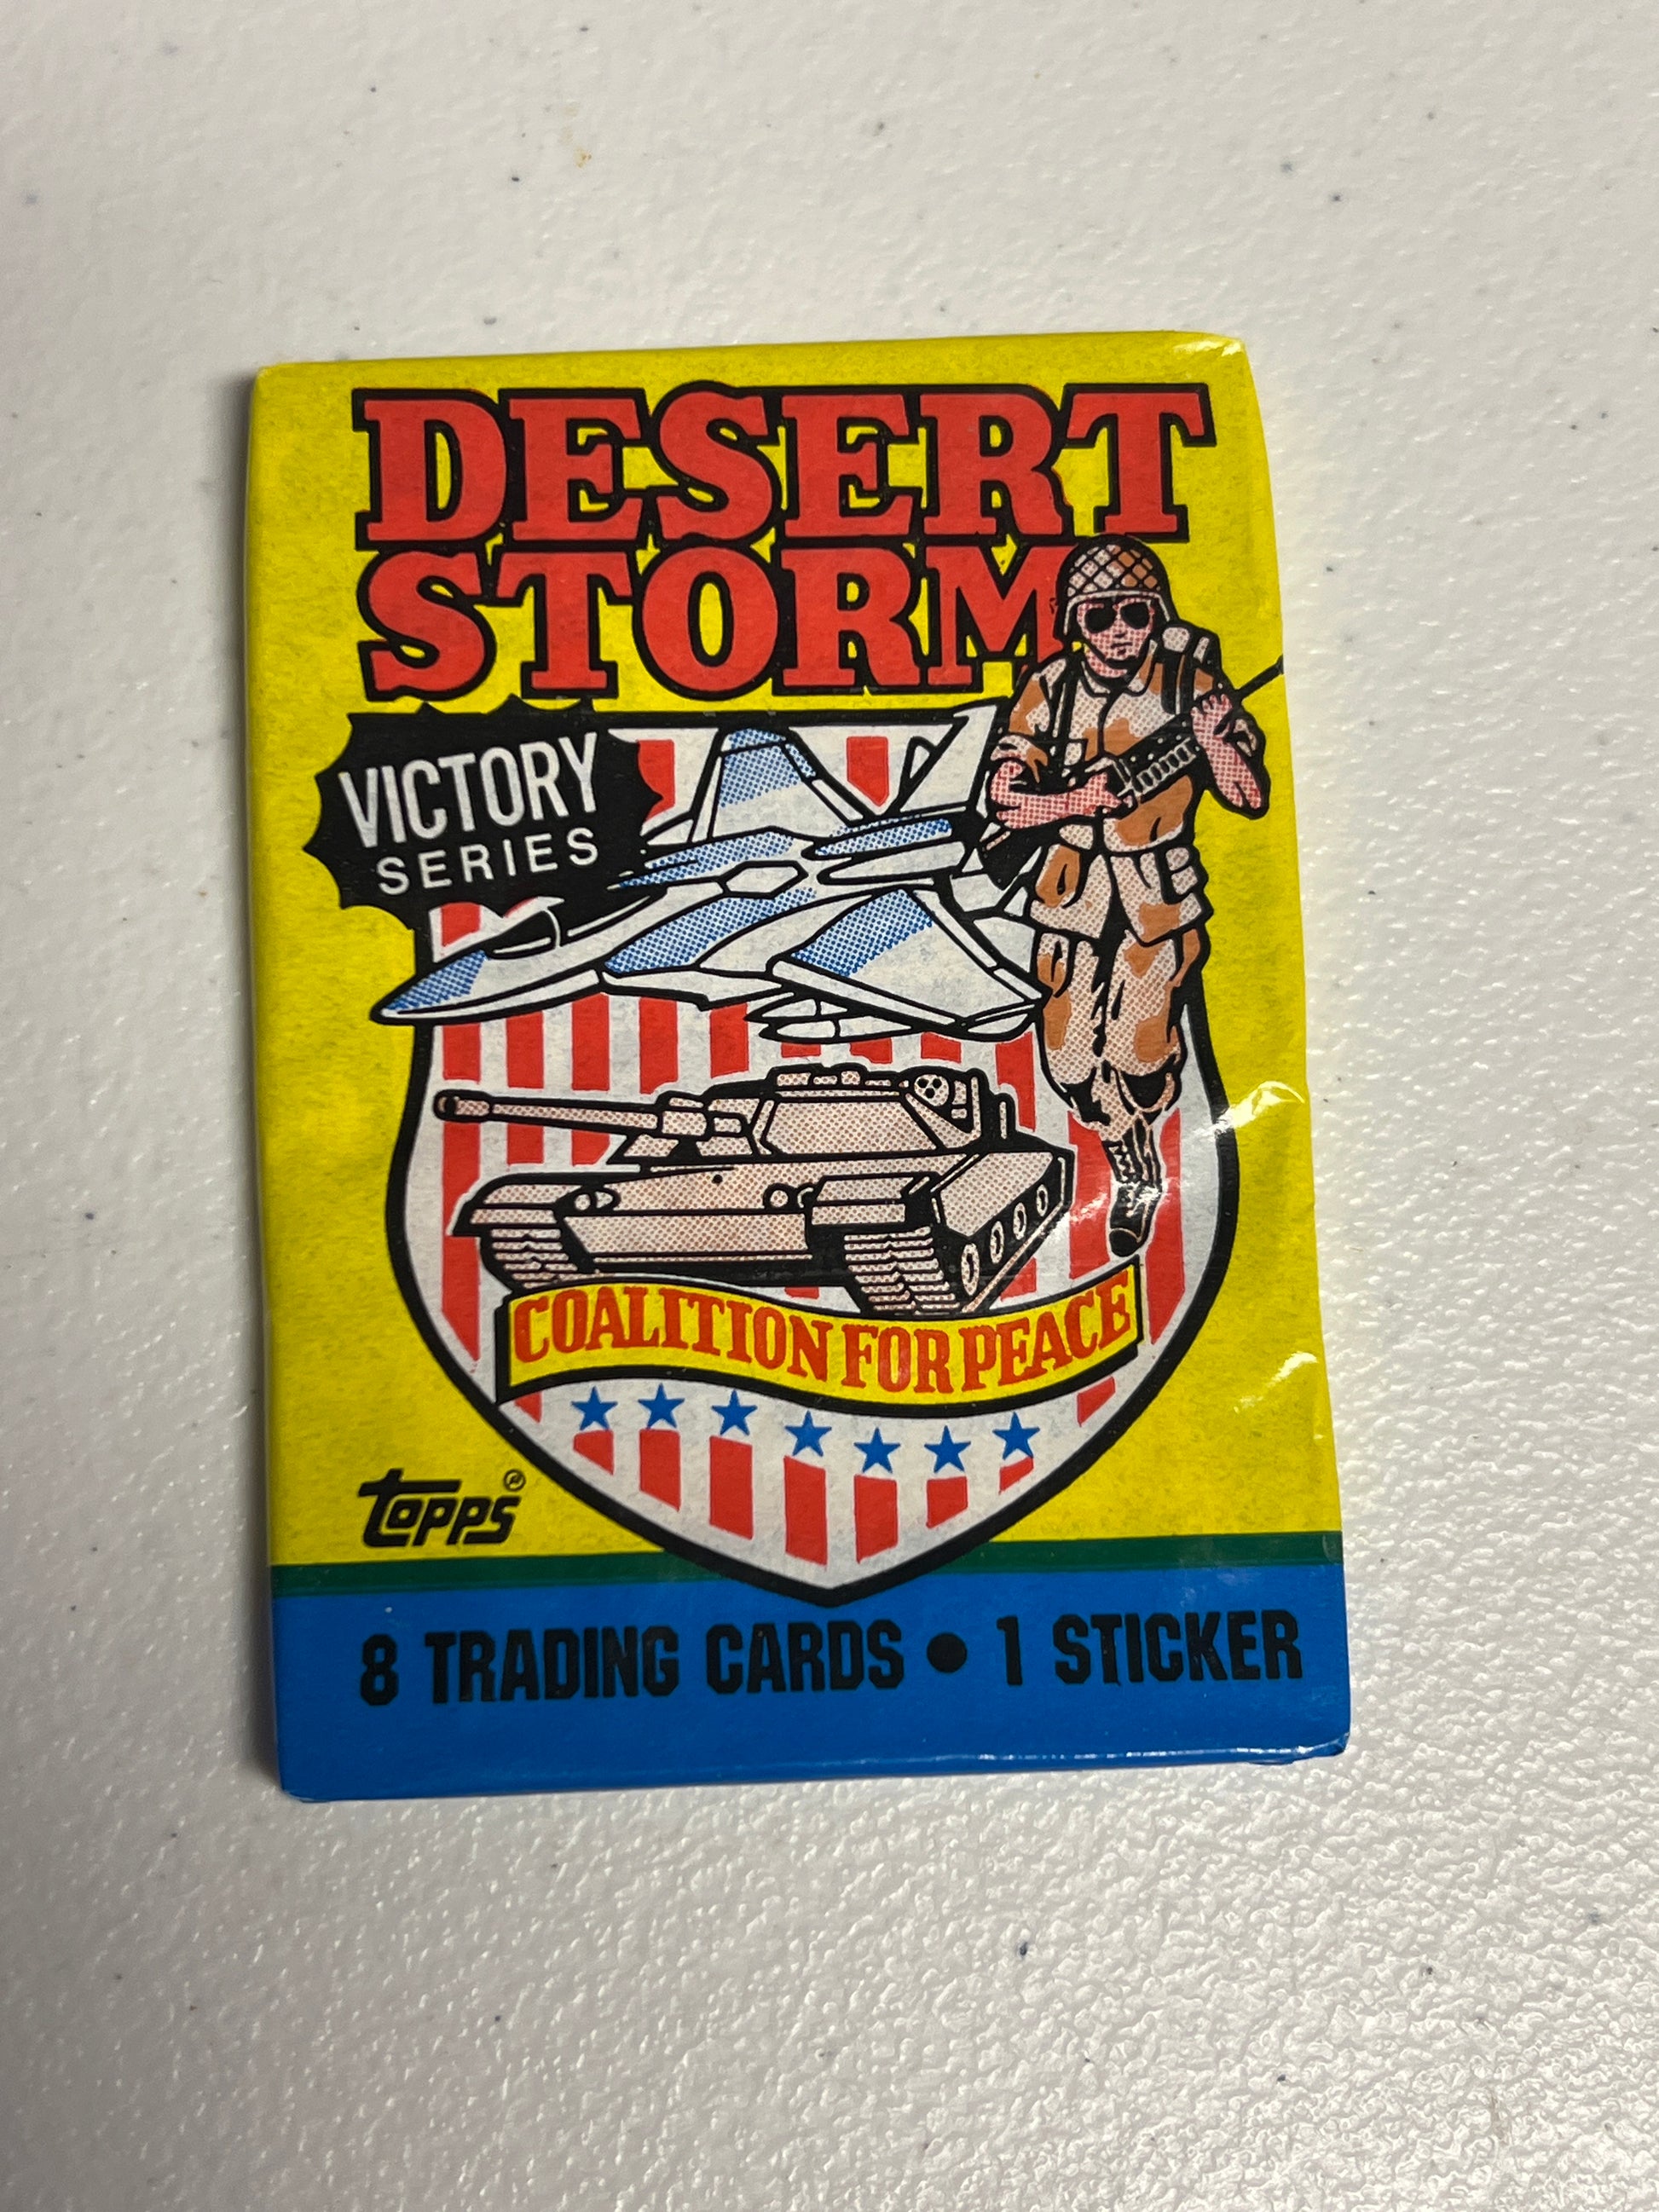 DESERT
STORM
VICTORY
SERIES
COALITION FOR PEACE
topps®
8 TRADING CARDS • 1 STICKER